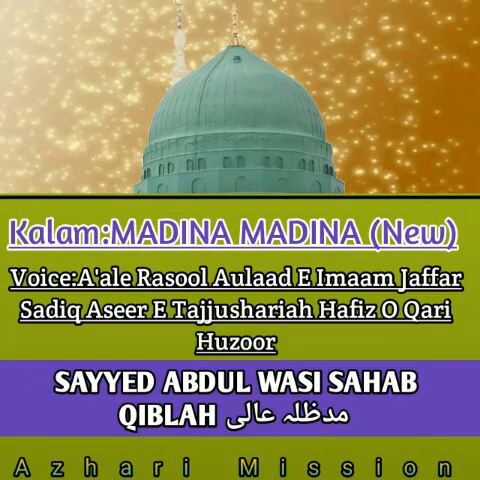 Kalam:MADINA MADINA (New)
Voice:A'ale Rasool Aulaad E Imaam Jaffar
Sadiq Aseer E Tajjushariah Hafiz O Qari
Huzoor
SAYYED ABDUL WASI SAHAB
QIBLAH مدظلہ عالی
Azhari Mission